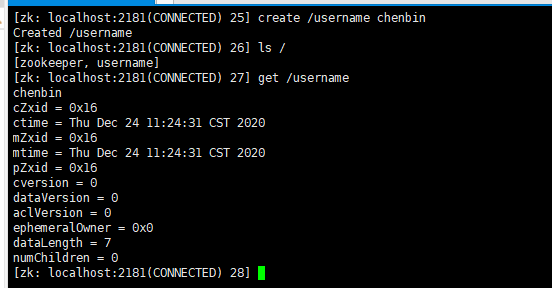 [zk: localhost:2181(CONNECTED) 25] create /username chenbin
Created /username
[zk: localhost:2181(CONNECTED) 26] ls /
[zookeeper, username]
[zk: localhost:2181(CONNECTED) 27] get /username
chenbin
cZxid = 0x16
ctime = Thu Dec 24 11:24:31 CST 2020
mZxid = 0x16
mtime = Thu Dec 24 11:24:31 CST 2020
pZxid = 0x16
cversion = 0
dataVersion = 0
aclVersion = 0
ephemeralOwner = 0x0
dataLength = 7
numChildren = 0
[zk: localhost:2181(CONNECTED) 28]